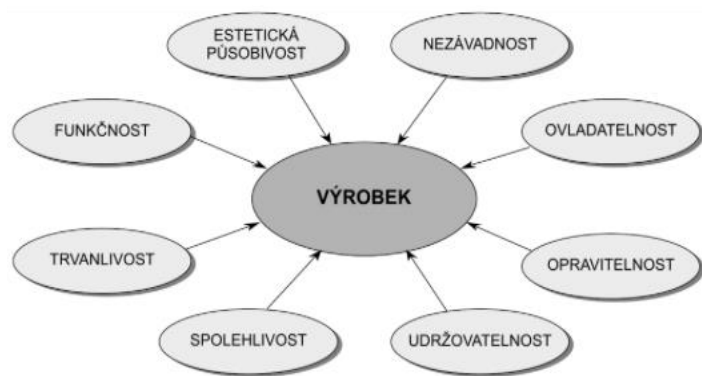 ESTETICKÁ
PŮSOBIVOST
NEZÁVADNOST
FUNKČNOST
OVLADATELNOST
VÝROBEK
TRVANLIVOST
OPRAVITELNOST
SPOLEHLIVOST
UDRŽOVATELNOST